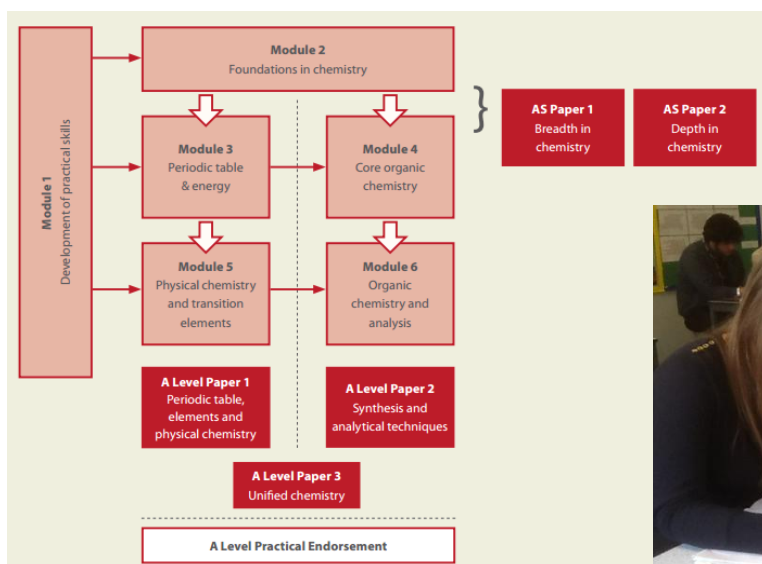 Module 1
Development of practical skills
Module 2
Foundations in chemistry
Module 3
Periodic table
& energy
Module 4
Core organic
chemistry
Module 5
Physical chemistry
and transition
elements
Module 6
Organic
chemistry and
analysis
}
AS Paper 1
Breadth in
chemistry
AS Paper 2
Depth in
chemistry
A Level Paper 1
Periodic table,
elements and
physical chemistry
A Level Paper 2
Synthesis and
analytical techniques
A Level Paper 3
Unified chemistry
A Level Practical Endorsement